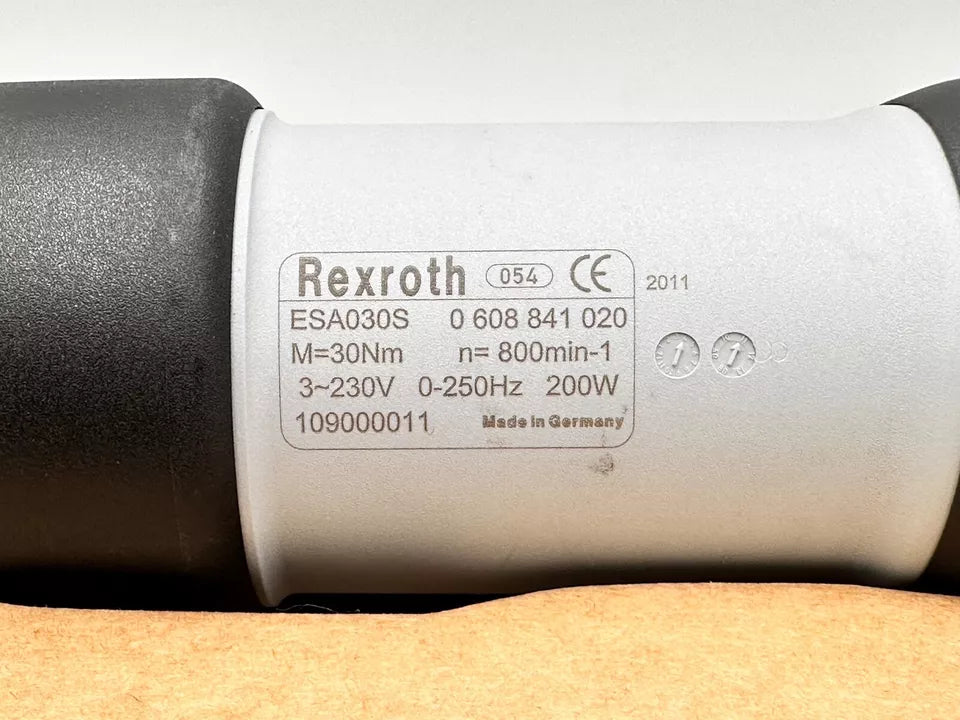 Rexroth 054 CE 2011
ESA030S 0 608 841 020
M=30Nm n= 800min-1
3~230V 0-250Hz 200W
109000011 Made in Germany